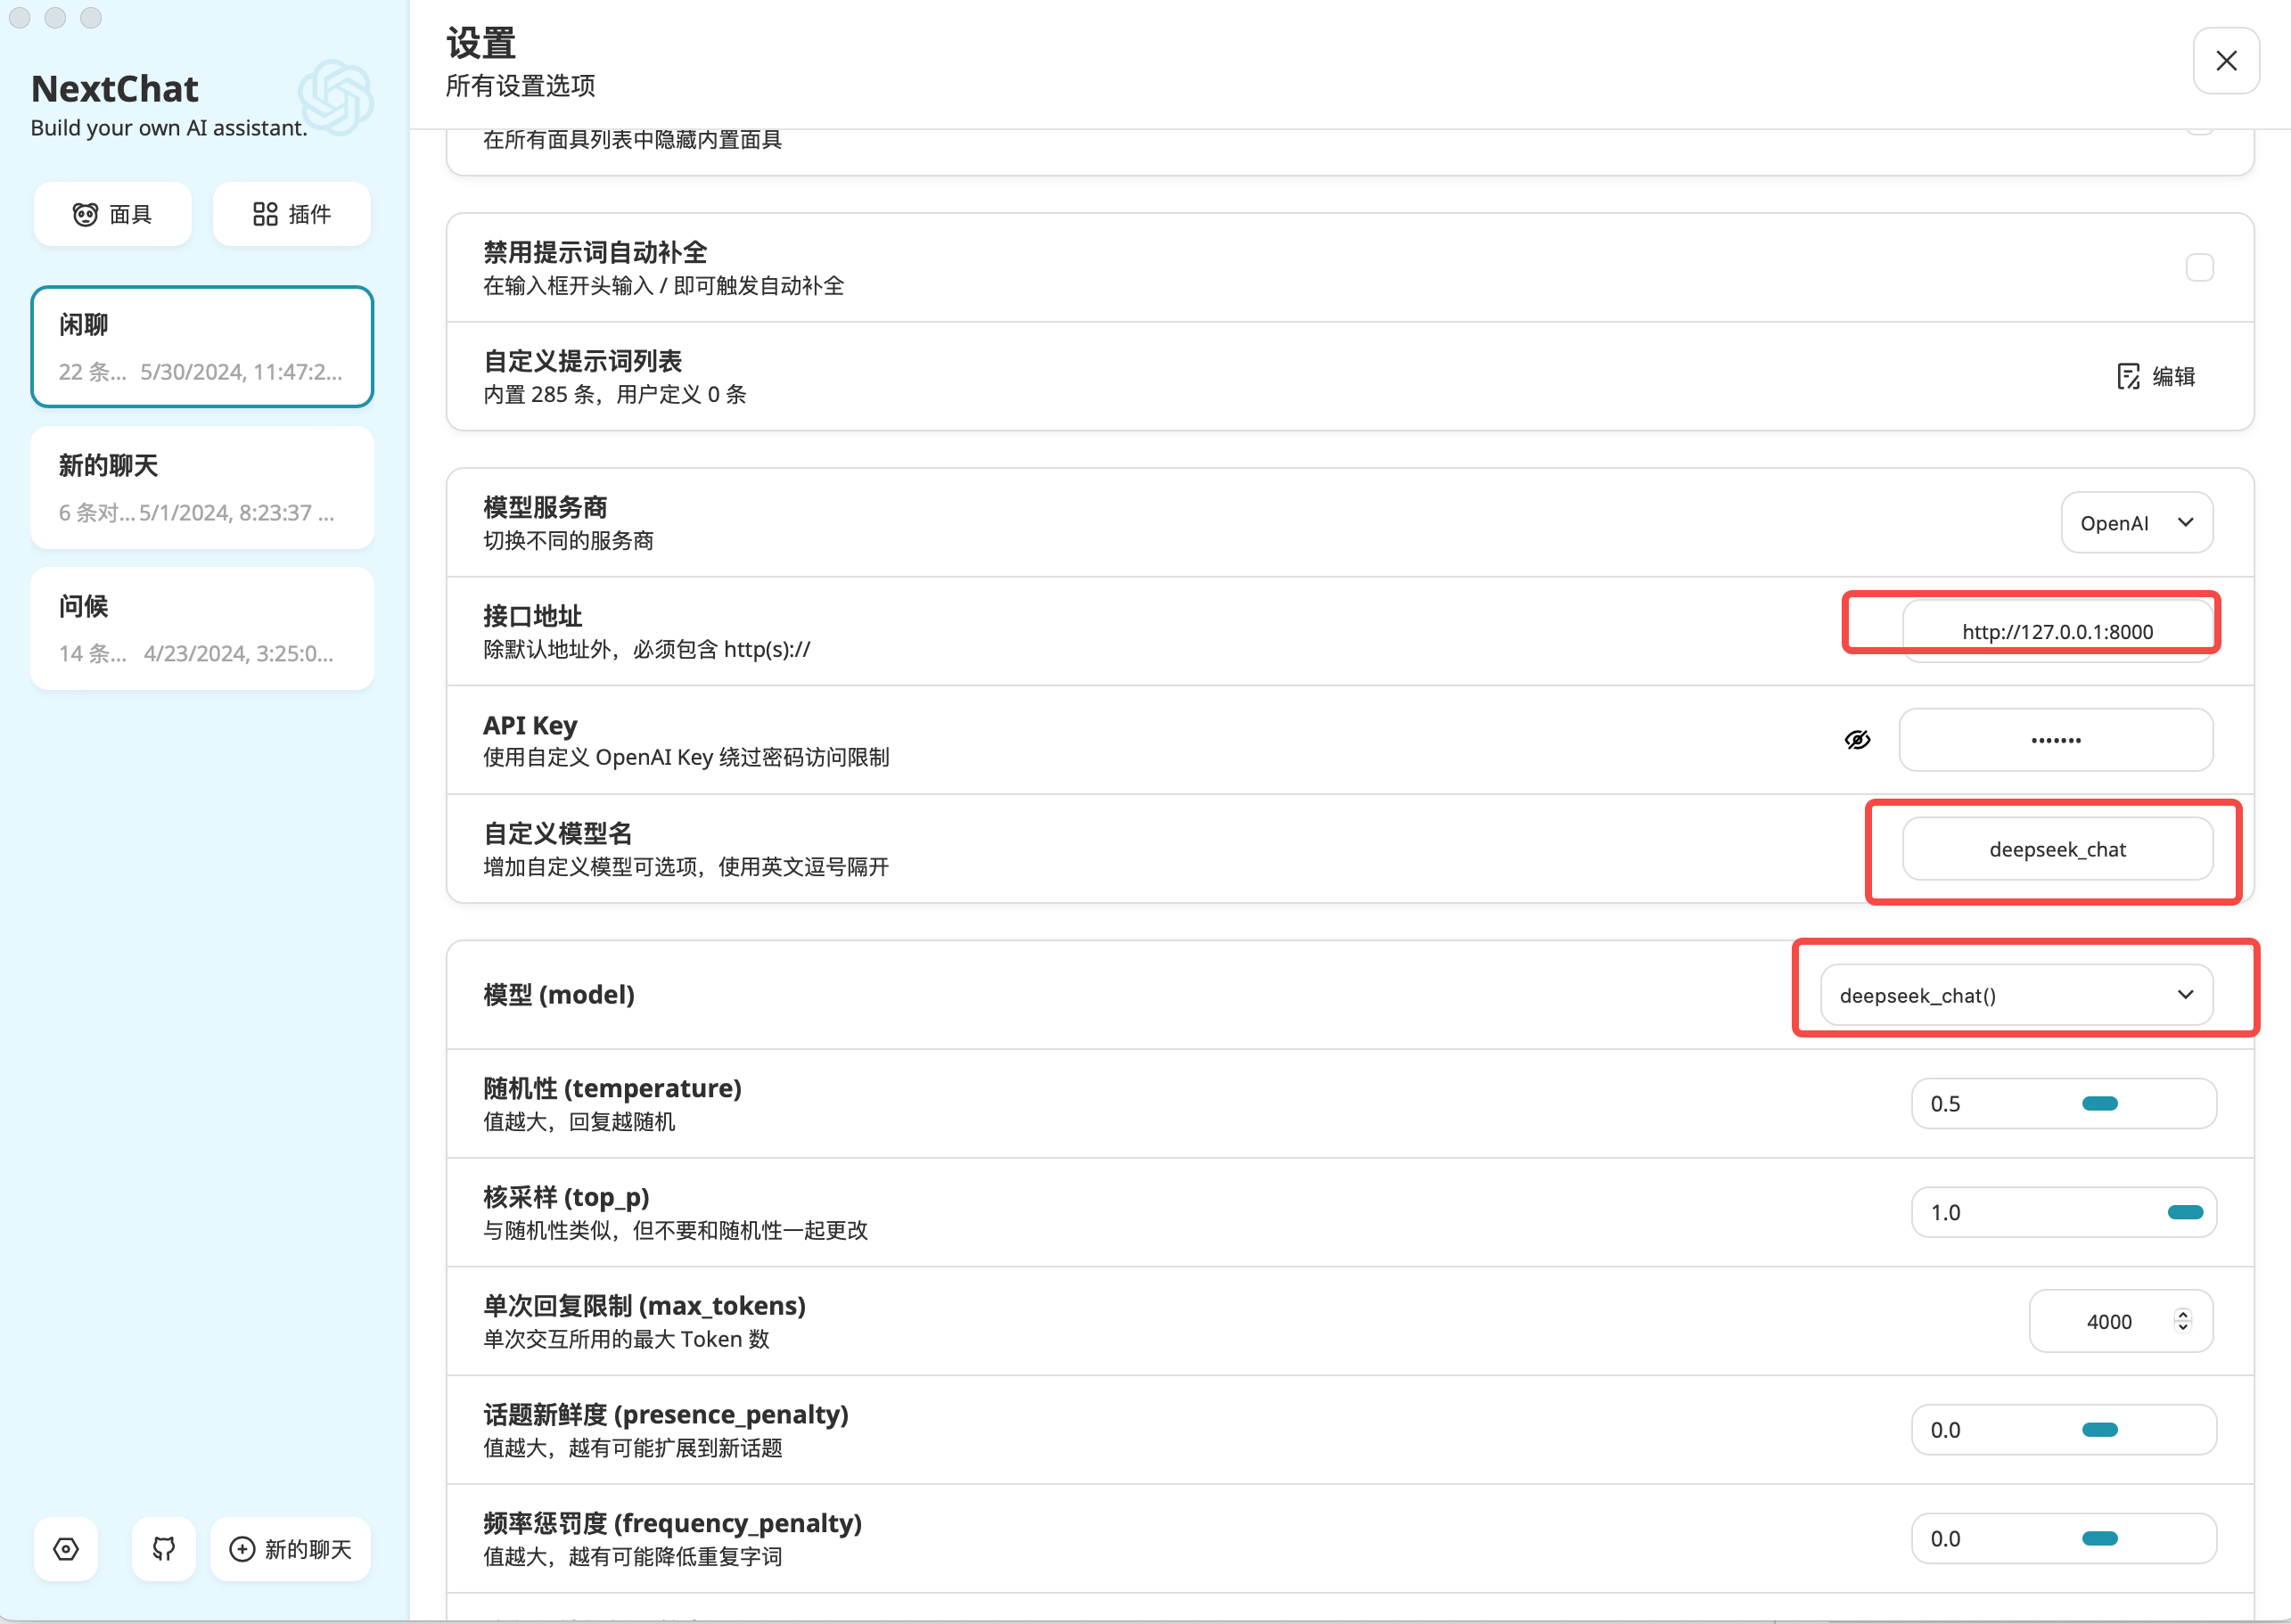 设置
所有设置选项
NextChat
Build your own AI assistant.
面具
插件
闲聊
22 条... 5/30/2024, 11:47:2...
新的聊天
6 条对... 5/1/2024, 8:23:37 ...
问候
14 条... 4/23/2024, 3:25:0...
新的聊天
在所有面具列表中隐藏内置面具
禁用提示词自动补全
在输入框开头输入 / 即可触发自动补全
自定义提示词列表
内置 285 条，用户定义 0 条
编辑
模型服务商
切换不同的服务商
OpenAI
接口地址
除默认地址外，必须包含 http(s)://
http://127.0.0.1:8000
API Key
使用自定义 OpenAI Key 绕过密码访问限制
•••••••
自定义模型名
增加自定义模型可选项，使用英文逗号隔开
deepseek_chat
模型 (model)
deepseek_chat()
随机性 (temperature)
值越大，回复越随机
0.5
核采样 (top_p)
与随机性类似，但不要和随机性一起更改
1.0
单次回复限制 (max_tokens)
单次交互所用的最大 Token 数
4000
话题新鲜度 (presence_penalty)
值越大，越有可能扩展到新话题
0.0
频率惩罚度 (frequency_penalty)
值越大，越有可能降低重复字词
0.0